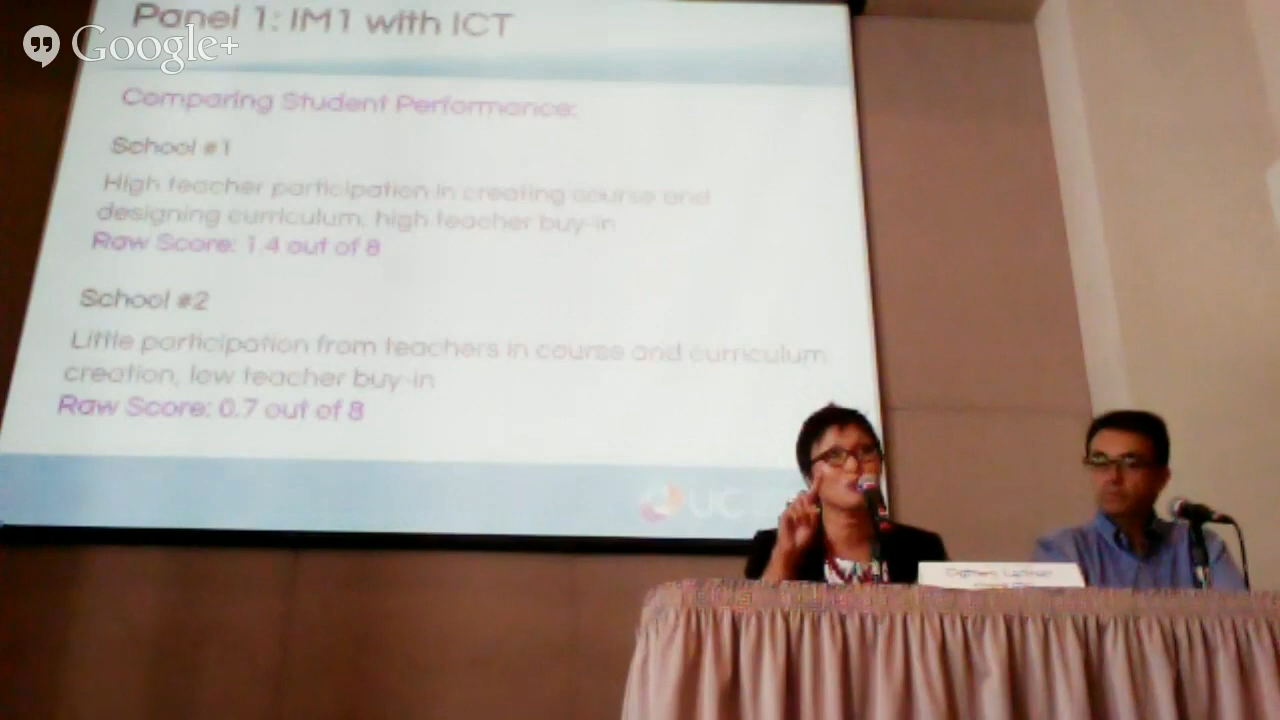 Google+
Panel 1: IM1 with ICT
Comparing Student Performance:
School #1
High teacher participation in creating course and
designing curriculum, high teacher buy-in
Raw Score: 1.4 out of 8
School #2
Little participation from teachers in course and curriculum
creation, low teacher buy-in
Raw Score: 0.7 out of 8
UC